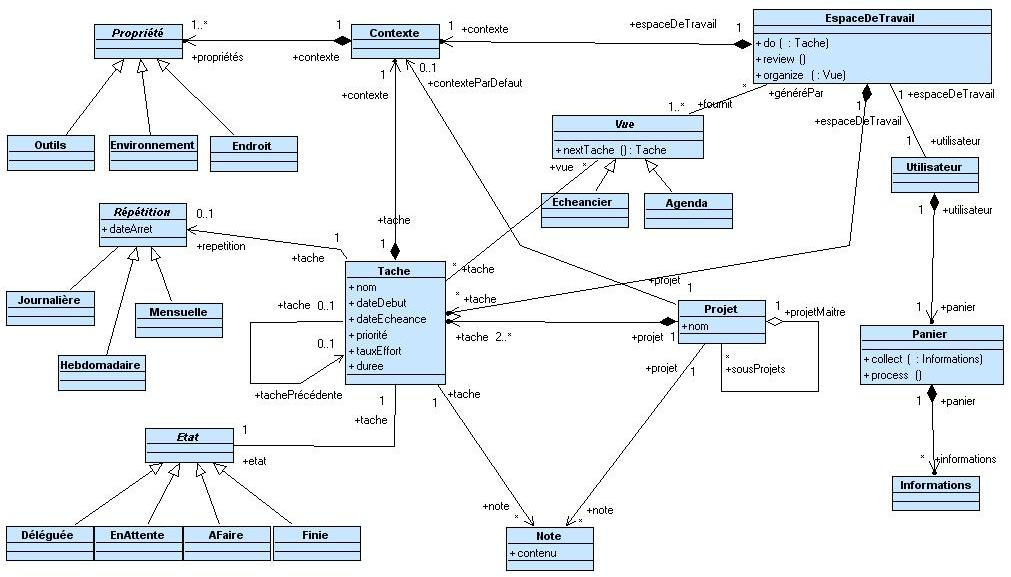 EspaceDeTravail
+ do ( : Tache)
+ review ()
+ organize ( : Vue)
Propriété
1..*
+propriétés
1
+contexte
Contexte
1
+contexte
+espaceDeTravail
1
1
+contexte
0..1
+contexteParDefaut
*
+généréPar
1..*
+fournit
1
+espaceDeTravail
1
+espaceDeTravail
Outils
Environnement
Endroit
Vue
+ nextTache () : Tache
+vue
*
1
+utilisateur
Utilisateur
Echeancier
Agenda
1
+utilisateur
Répétition
+ dateArret
0..1
+repetition
1
+tache
+tache
1
Tache
+ nom
+ dateDebut
+ dateEcheance
+ priorité
+ tauxEffort
+ duree
*
+tache
*
+tache
+projet
1
Projet
+ nom
1
+projetMaitre
*
+sousProjets
+tache
2..*
+projet
1
Journalière
Mensuelle
Hebdomadaire
+tache
0..1
0..1
+tachePrécédente
1
+panier
Panier
+ collect ( : Informations)
+ process ()
1
+panier
*
+informations
Informations
+projet
1
1
+tache
1
+tache
1
+etat
Etat
Déléguée
EnAttente
AFaire
Finie
+note
*
+note
*
Note
+ contenu